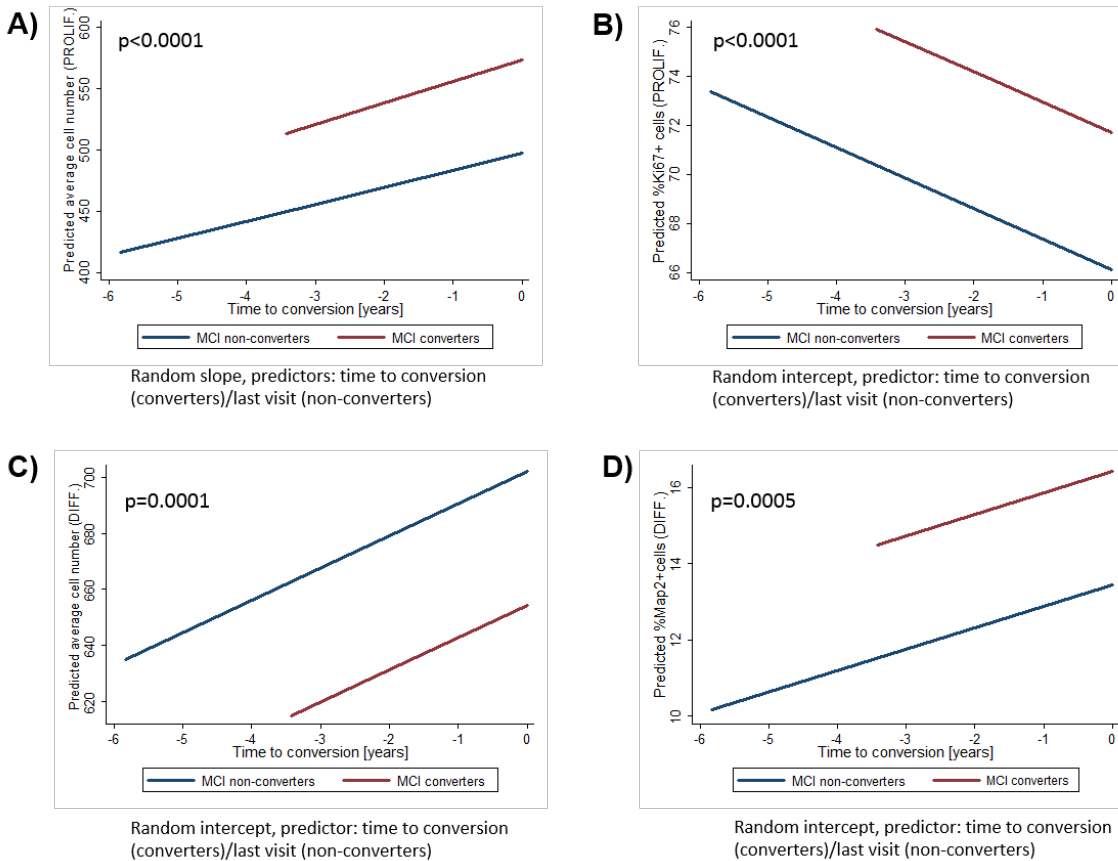 A)
p<0.0001
Predicted average cell number (PROLIF.)
600
550
500
450
400
-6 -5 -4 -3 -2 -1 0
Time to conversion [years]
MCI non-converters MCI converters
Random slope, predictors: time to conversion
(converters)/last visit (non-converters)
B)
p<0.0001
Predicted %Ki67+ cells (PROLIF.)
76
74
72
70
68
66
-6 -5 -4 -3 -2 -1 0
Time to conversion [years]
MCI non-converters MCI converters
Random intercept, predictor: time to conversion
(converters)/last visit (non-converters)
C)
p=0.0001
Predicted average cell number (DIFF.)
700
680
660
640
620
-6 -5 -4 -3 -2 -1 0
Time to conversion [years]
MCI non-converters MCI converters
Random intercept, predictor: time to conversion
(converters)/last visit (non-converters)
D)
p=0.0005
Predicted %Map2+cells (DIFF.)
16
14
12
10
-6 -5 -4 -3 -2 -1 0
Time to conversion [years]
MCI non-converters MCI converters
Random intercept, predictor: time to conversion
(converters)/last visit (non-converters)